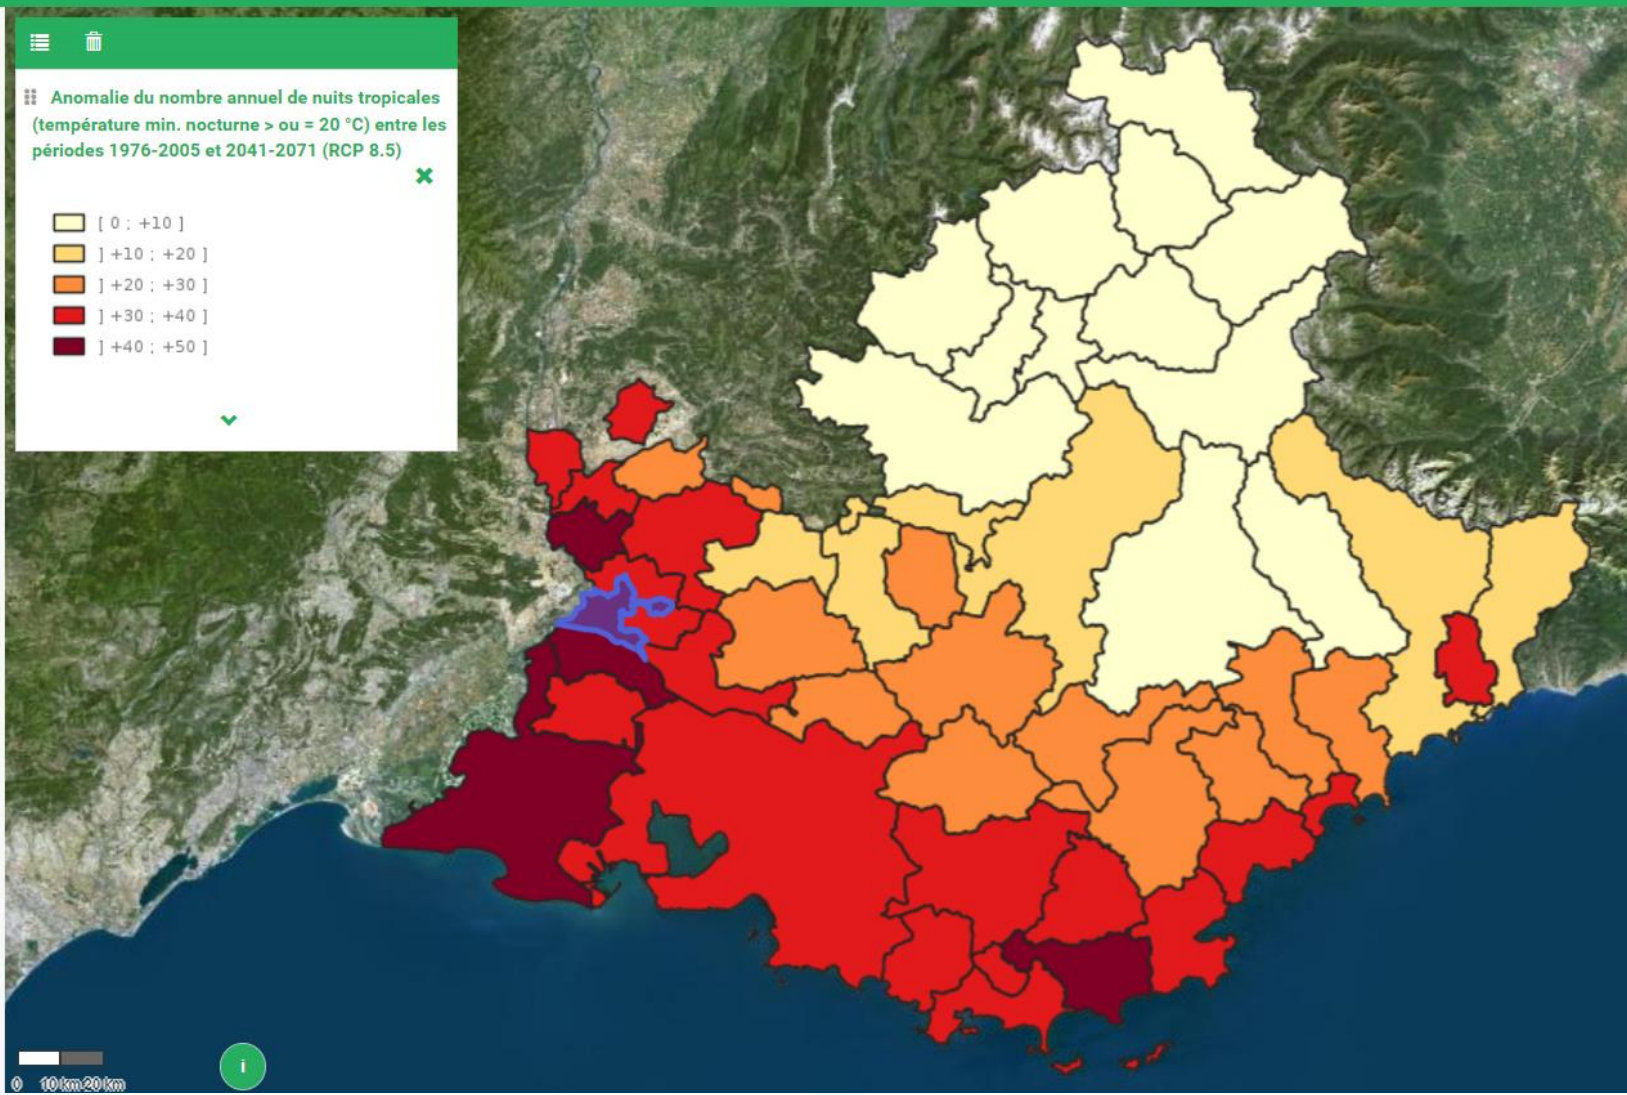 Anomalie du nombre annuel de nuits tropicales
(température min. nocturne > ou = 20 °C) entre les
périodes 1976-2005 et 2041-2071 (RCP 8.5)
[ 0 ; +10 ]
] +10 ; +20 ]
] +20 ; +30 ]
] +30 ; +40 ]
] +40 ; +50 ]
i
0 10 km 20 km